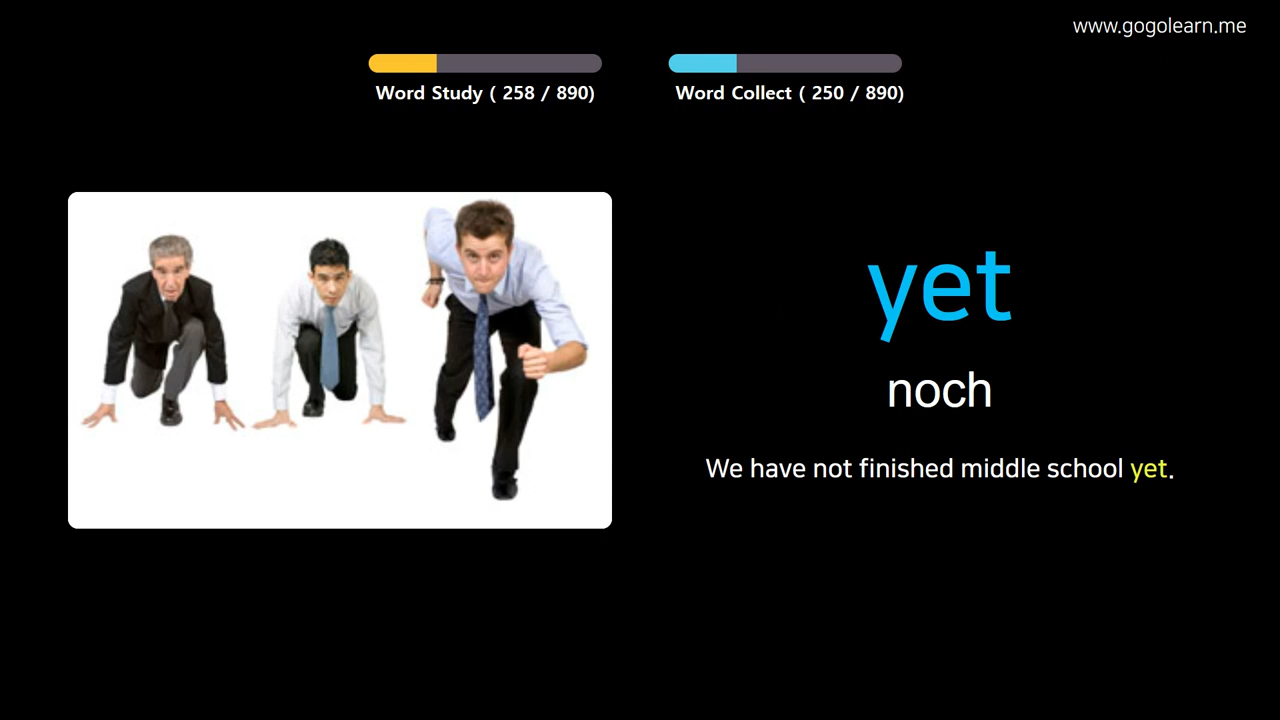 www.gogolearn.me
Word Study ( 258 / 890)
Word Collect ( 250 / 890)
yet
noch
We have not finished middle school yet.